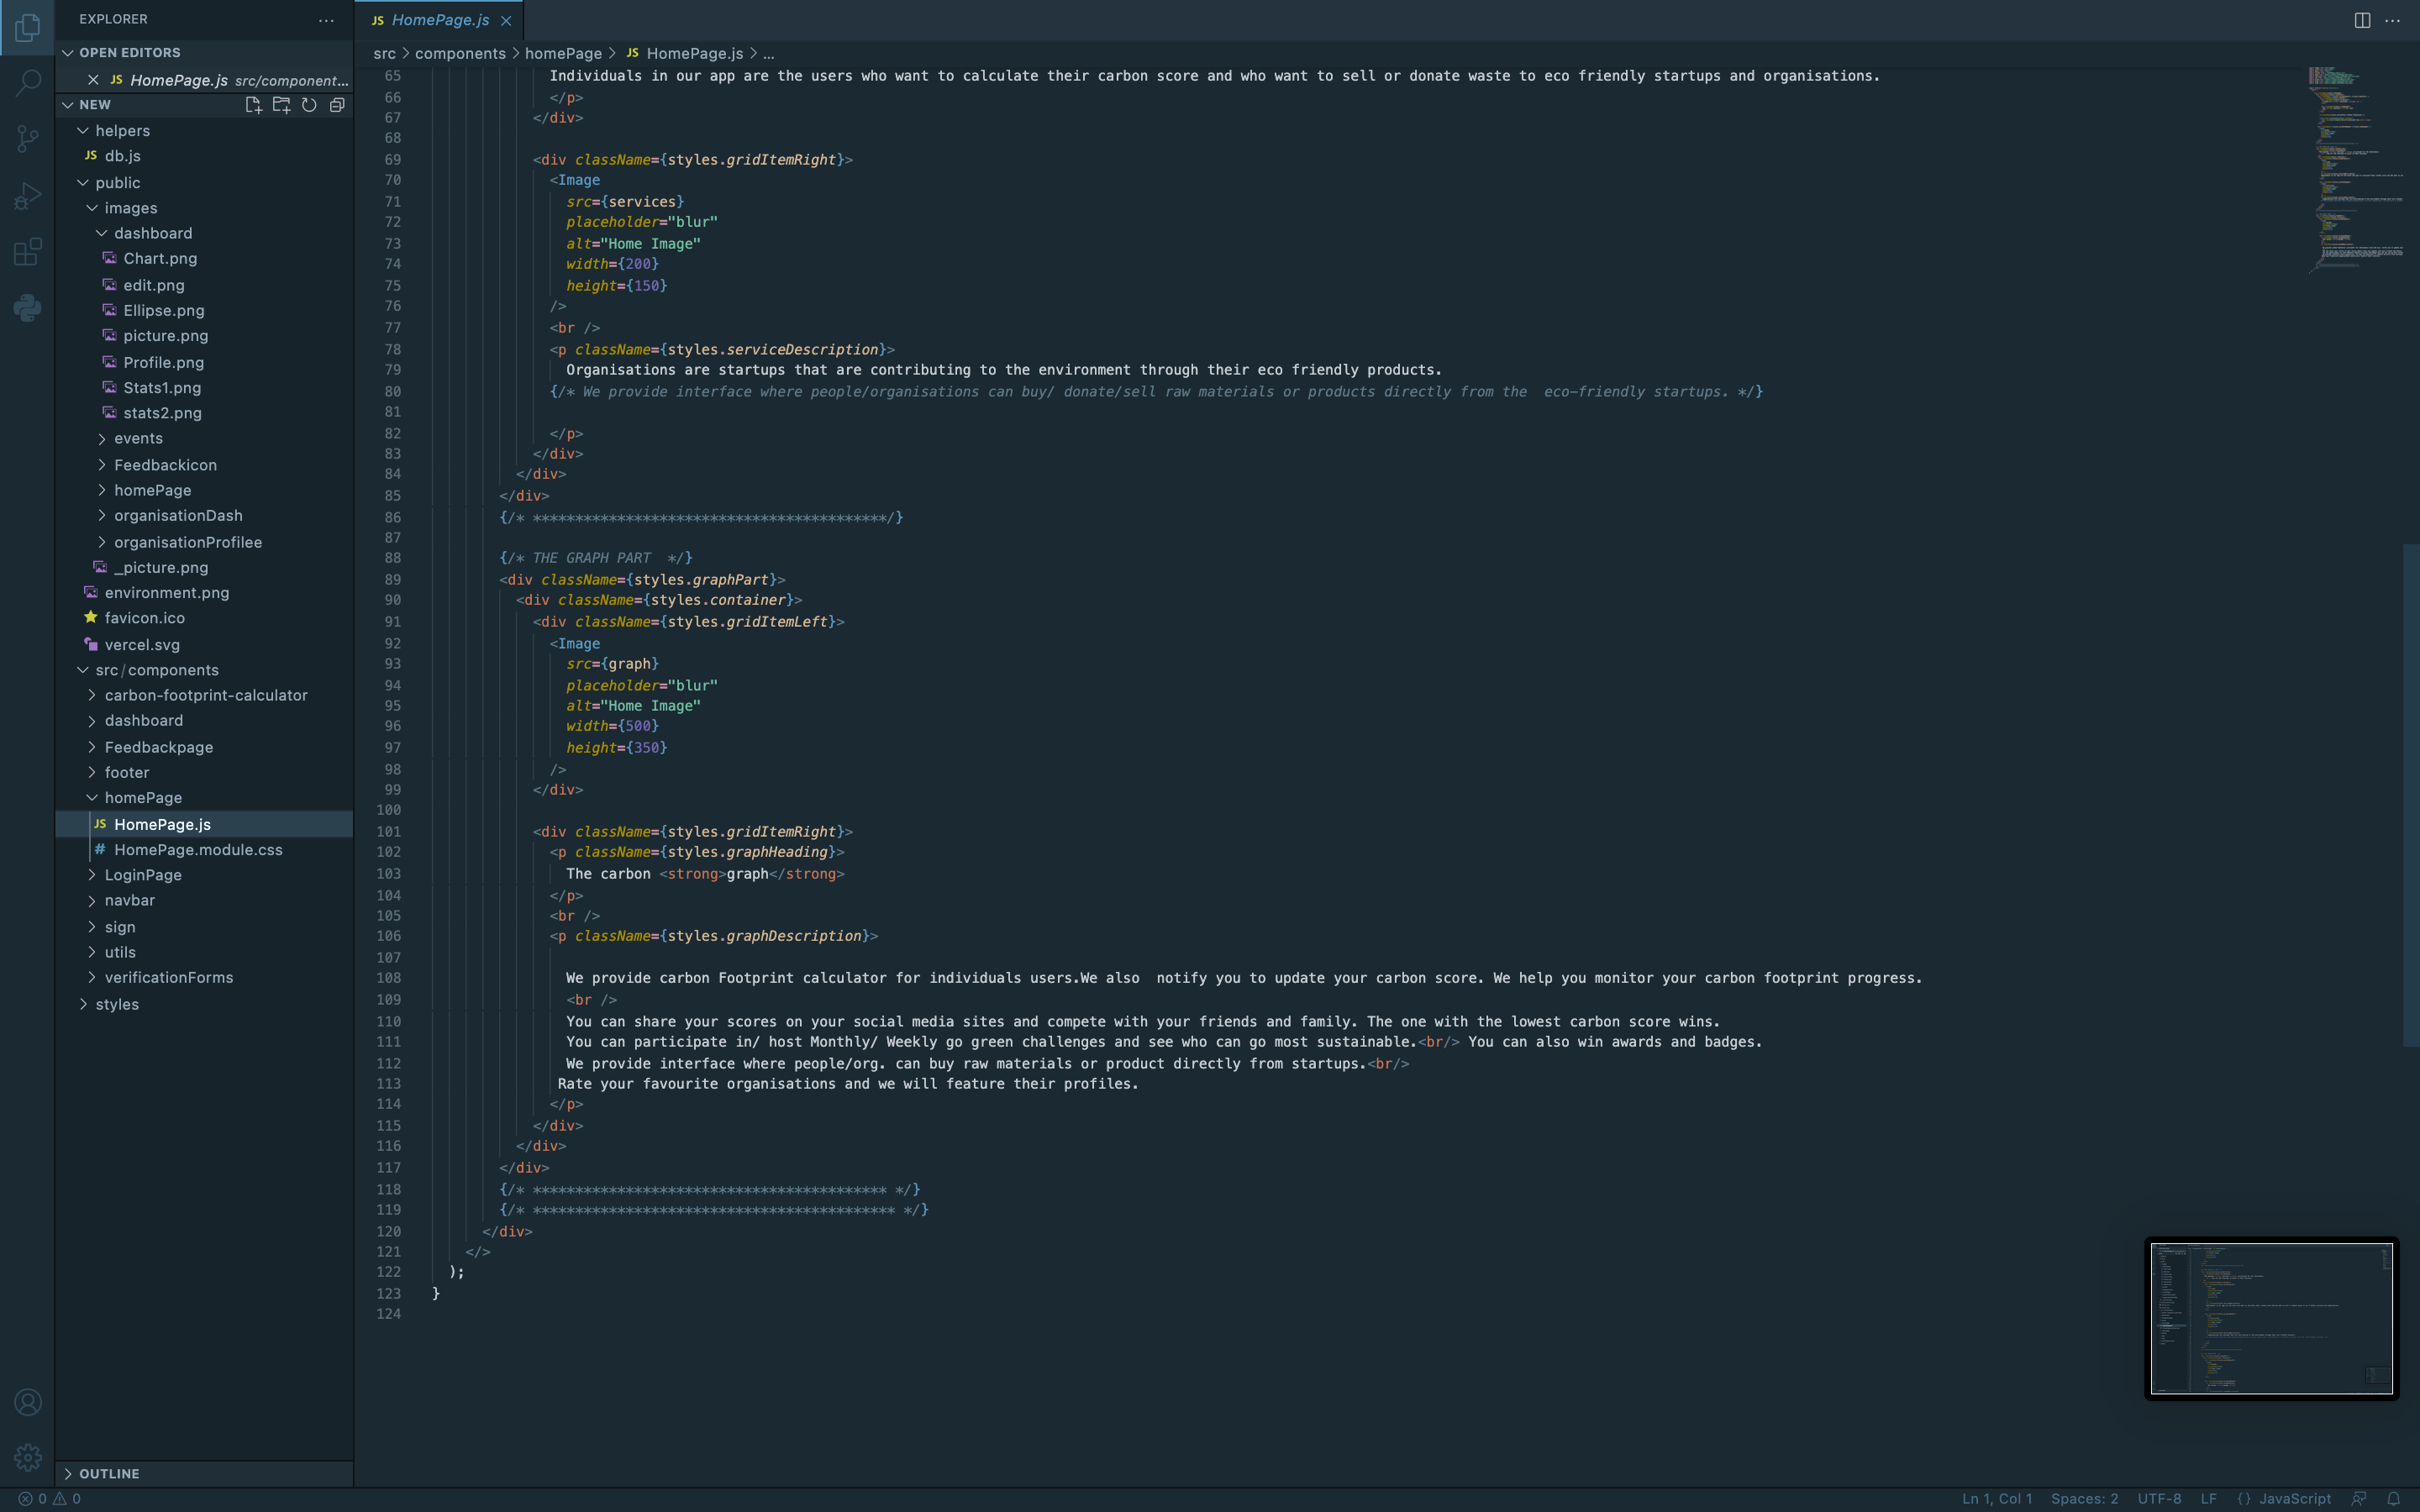 EXPLORER
OPEN EDITORS
JS HomePage.js src/component...
NEW
helpers
JS db.js
public
images
dashboard
Chart.png
edit.png
Ellipse.png
picture.png
Profile.png
Stats1.png
stats2.png
events
Feedbackicon
homePage
organisationDash
organisationProfilee
_picture.png
environment.png
favicon.ico
vercel.svg
src/components
carbon-footprint-calculator
dashboard
Feedbackpage
footer
homePage
JS HomePage.js
# HomePage.module.css
LoginPage
navbar
sign
utils
verificationForms
styles
OUTLINE
JS HomePage.js
src > components > homePage > JS HomePage.js > ...
65 Individuals in our app are the users who want to calculate their carbon score and who want to sell or donate waste to eco friendly startups and organisations.
66 </p>
67 </div>
68
69 <div className={styles.gridItemRight}>
70 <Image
71 src={services}
72 placeholder="blur"
73 alt="Home Image"
74 width={200}
75 height={150}
76 />
77 <br />
78 <p className={styles.serviceDescription}>
79 Organisations are startups that are contributing to the environment through their eco friendly products.
80 {/* We provide interface where people/organisations can buy/ donate/sell raw materials or products directly from the  eco-friendly startups. */}
81
82 </p>
83 </div>
84 </div>
85 </div>
86 {/* ******************************************/}
87
88 {/* THE GRAPH PART  */}
89 <div className={styles.graphPart}>
90 <div className={styles.container}>
91 <div className={styles.gridItemLeft}>
92 <Image
93 src={graph}
94 placeholder="blur"
95 alt="Home Image"
96 width={500}
97 height={350}
98 />
99 </div>
100
101 <div className={styles.gridItemRight}>
102 <p className={styles.graphHeading}>
103 The carbon <strong>graph</strong>
104 </p>
105 <br />
106 <p className={styles.graphDescription}>
107
108 We provide carbon Footprint calculator for individuals users.We also  notify you to update your carbon score. We help you monitor your carbon footprint progress.
109 <br />
110 You can share your scores on your social media sites and compete with your friends and family. The one with the lowest carbon score wins.
111 You can participate in/ host Monthly/ Weekly go green challenges and see who can go most sustainable.<br/> You can also win awards and badges.
112 We provide interface where people/org. can buy raw materials or product directly from startups.<br/>
113 Rate your favourite organisations and we will feature their profiles.
114 </p>
115 </div>
116 </div>
117 </div>
118 {/* ****************************************** */}
119 {/* ******************************************* */}
120 </div>
121 </>
122 );
123 }
124
0 0
Ln 1, Col 1 Spaces: 2 UTF-8 LF {} JavaScript